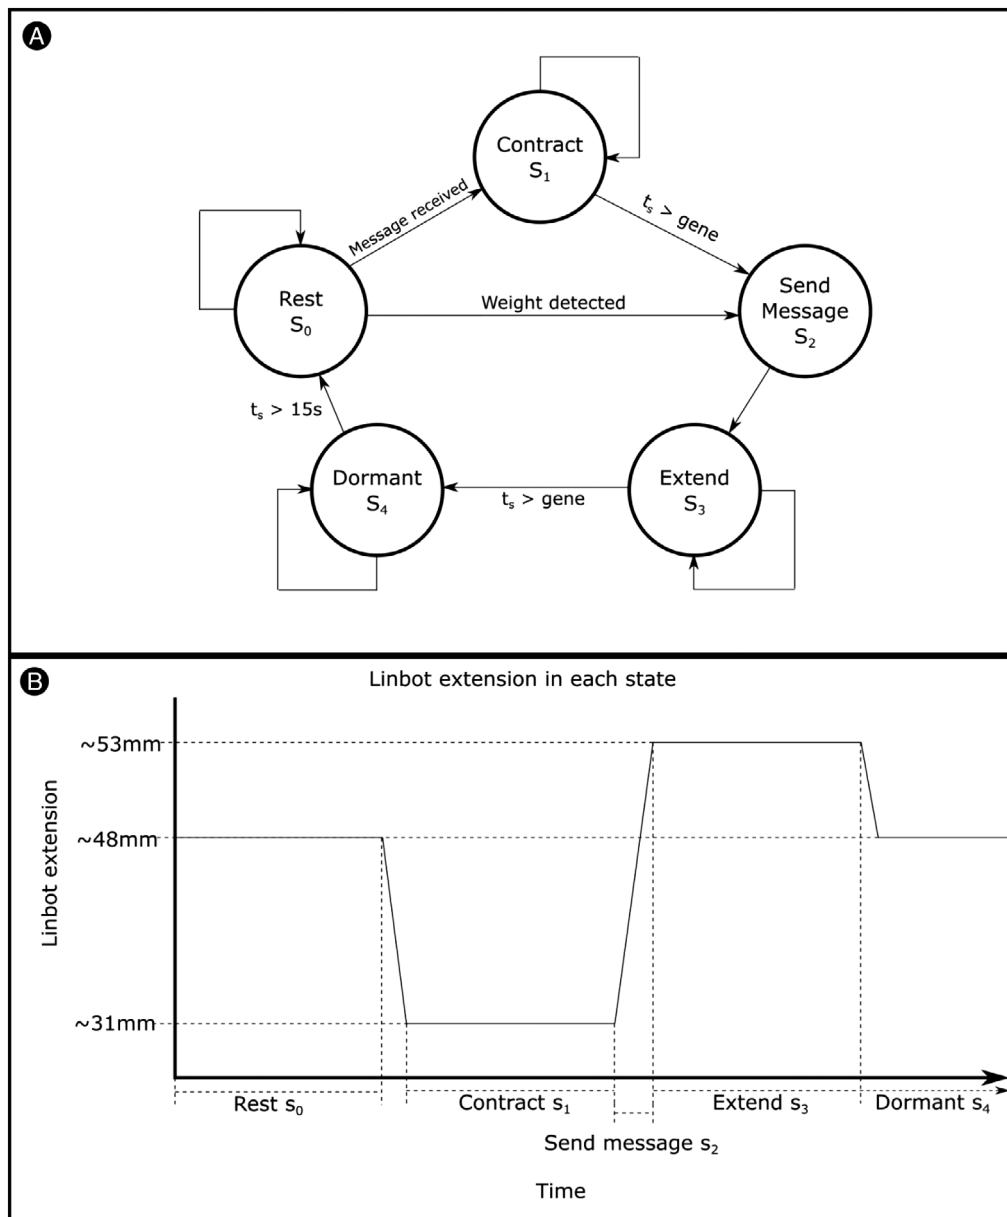 A
Contract
S₁
Message received
tₛ > gene
Rest
S₀
Weight detected
Send
Message
S₂
tₛ > 15s
Dormant
S₄
tₛ > gene
Extend
S₃
B
Linbot extension in each state
~53mm
~48mm
~31mm
Linbot extension
Rest s₀
Contract s₁
Extend s₃
Dormant s₄
Send message s₂
Time